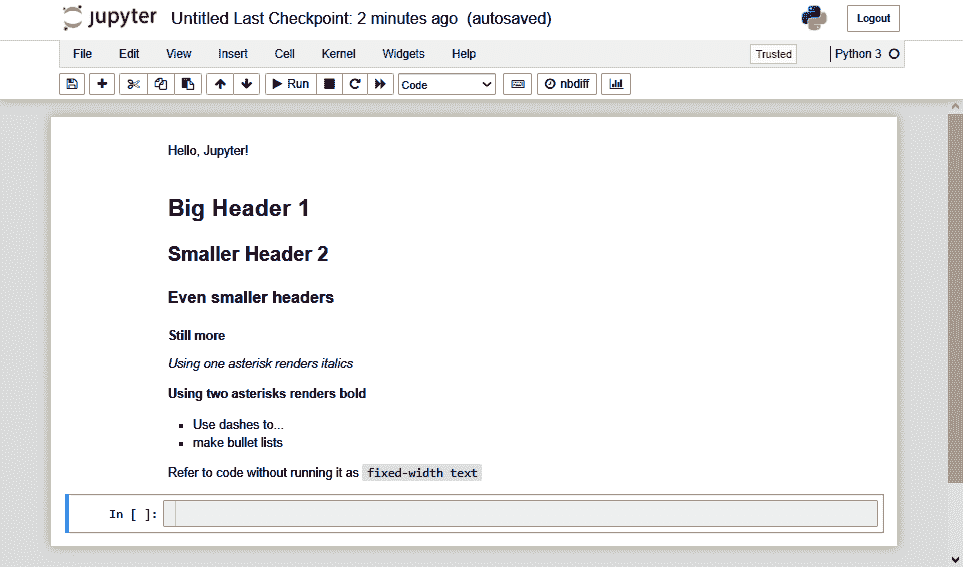 jupyter Untitled Last Checkpoint: 2 minutes ago (autosaved) Logout
File Edit View Insert Cell Kernel Widgets Help Trusted Python 3
Run Code nbdiff
Hello, Jupyter!
Big Header 1
Smaller Header 2
Even smaller headers
Still more
Using one asterisk renders italics
Using two asterisks renders bold
Use dashes to...
make bullet lists
Refer to code without running it as fixed-width text
In [ ]: